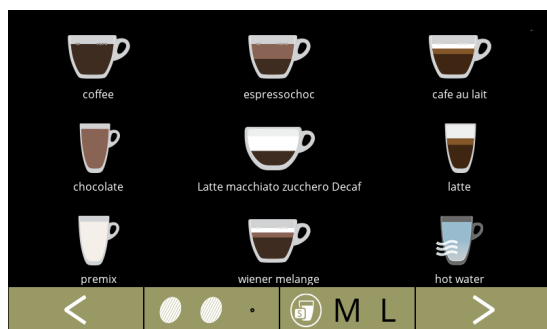 coffee espressochoc cafe au lait
chocolate Latte macchiato zucchero Decaf latte
premix wiener melange hot water
S M L